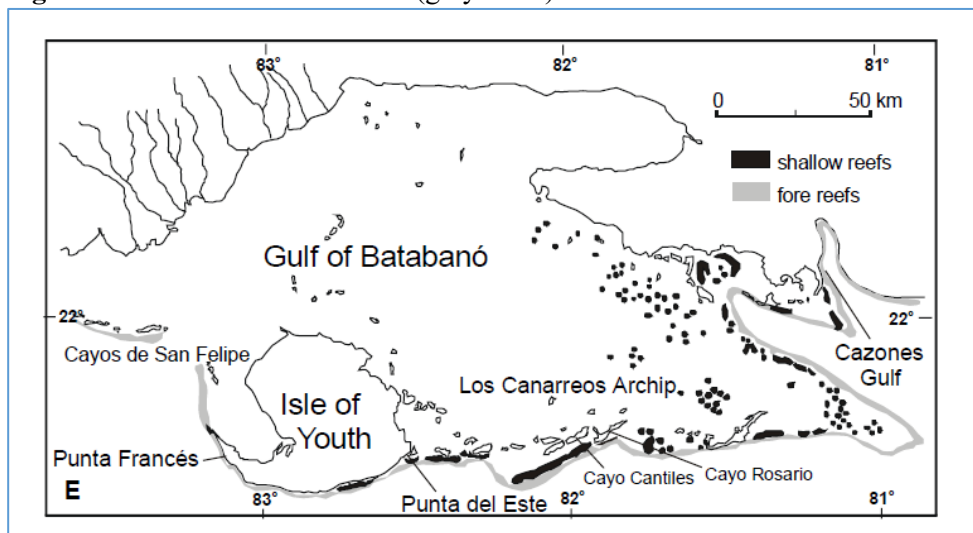 83°
82°
81°
0
50 km
shallow reefs
fore reefs
Gulf of Batabanó
22°
22°
Cayos de San Felipe
Cazones
Gulf
Los Canarreos Archip.
Isle of
Youth
Punta Francés
Cayo Cantiles
Cayo Rosario
E
Punta del Este
83°
82°
81°